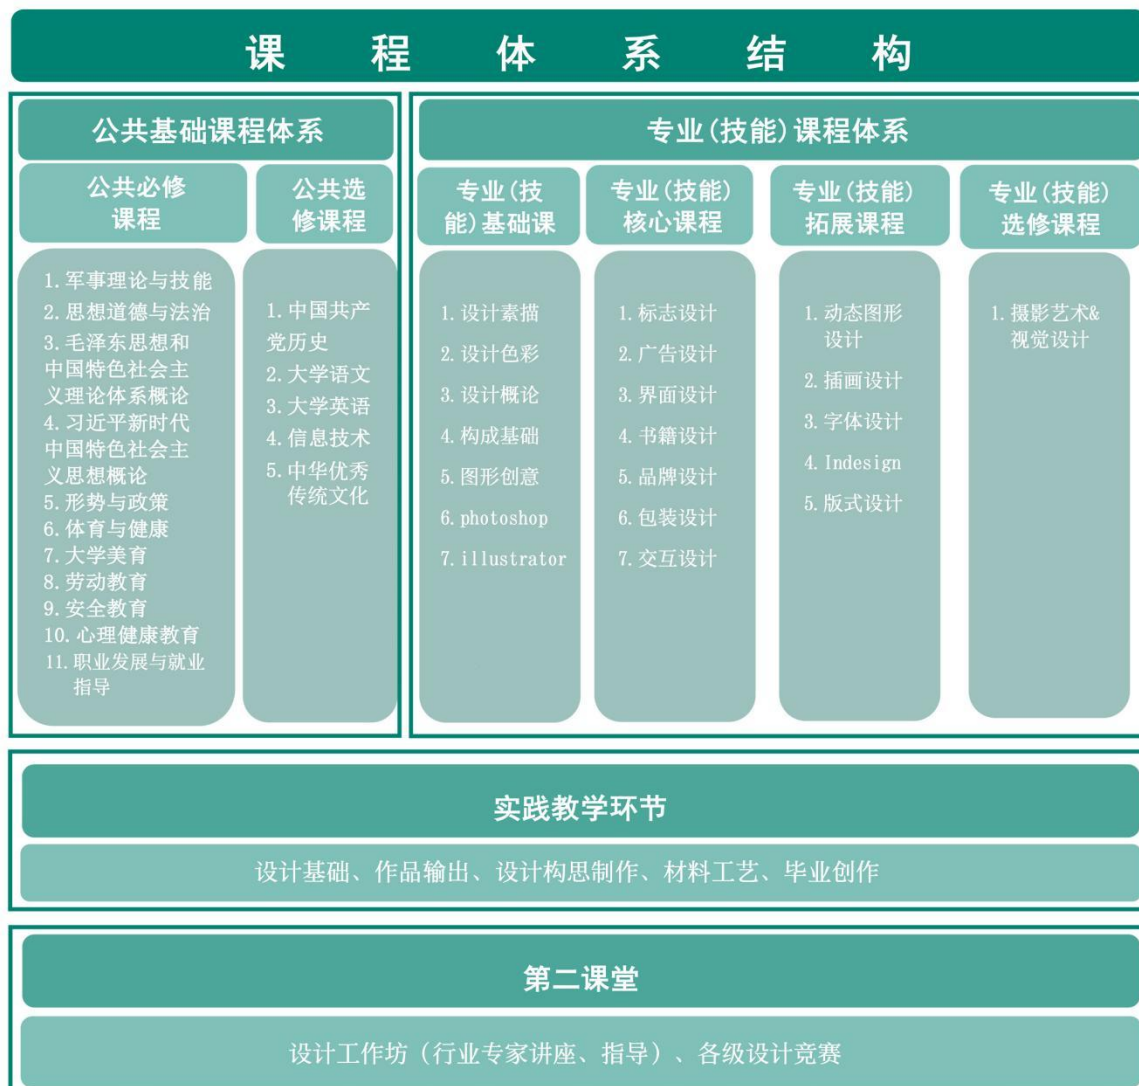 课程体系结构
公共基础课程体系
公共必修
课程
1.军事理论与技能
2.思想道德与法治
3.毛泽东思想和
中国特色社会主
义理论体系概论
4.习近平新时代
中国特色社会主
义思想概论
5.形势与政策
6.体育与健康
7.大学美育
8.劳动教育
9.安全教育
10.心理健康教育
11.职业发展与就业
指导
公共选
修课程
1.中国共产
党历史
2.大学语文
3.大学英语
4.信息技术
5.中华优秀
传统文化
专业(技能)课程体系
专业(技
能)基础课
1.设计素描
2.设计色彩
3.设计概论
4.构成基础
5.图形创意
6.photoshop
7.illustrator
专业(技能)
核心课程
1.标志设计
2.广告设计
3.界面设计
4.书籍设计
5.品牌设计
6.包装设计
7.交互设计
专业(技能)
拓展课程
1.动态图形
设计
2.插画设计
3.字体设计
4.Indesign
5.版式设计
专业(技能)
选修课程
1.摄影艺术&
视觉设计
实践教学环节
设计基础、作品输出、设计构思制作、材料工艺、毕业创作
第二课堂
设计工作坊（行业专家讲座、指导）、各级设计竞赛